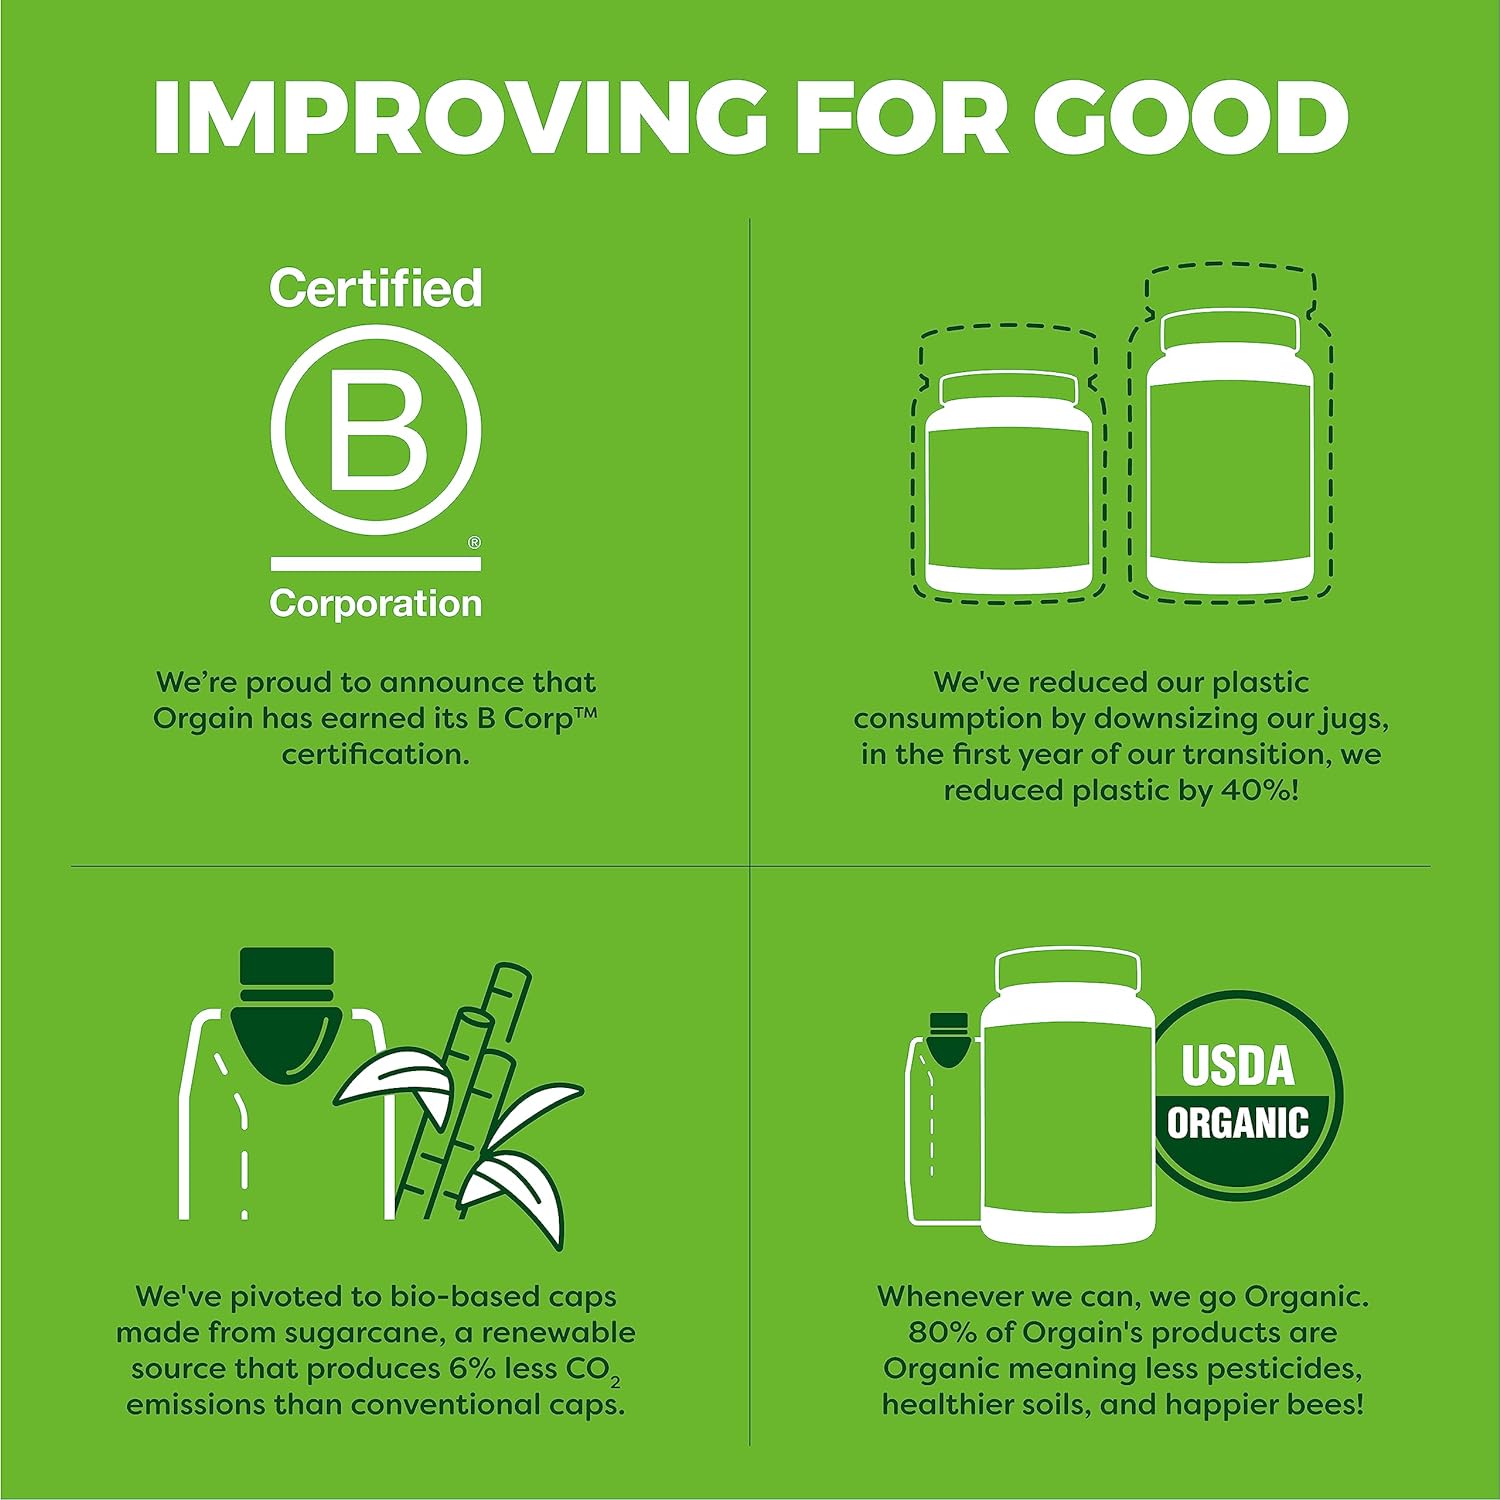 IMPROVING FOR GOOD
Certified
B
®
Corporation
We’re proud to announce that
Orgain has earned its B Corp™
certification.
We've reduced our plastic
consumption by downsizing our jugs,
in the first year of our transition, we
reduced plastic by 40%!
We've pivoted to bio-based caps
made from sugarcane, a renewable
source that produces 6% less CO₂
emissions than conventional caps.
USDA
ORGANIC
Whenever we can, we go Organic.
80% of Orgain's products are
Organic meaning less pesticides,
healthier soils, and happier bees!